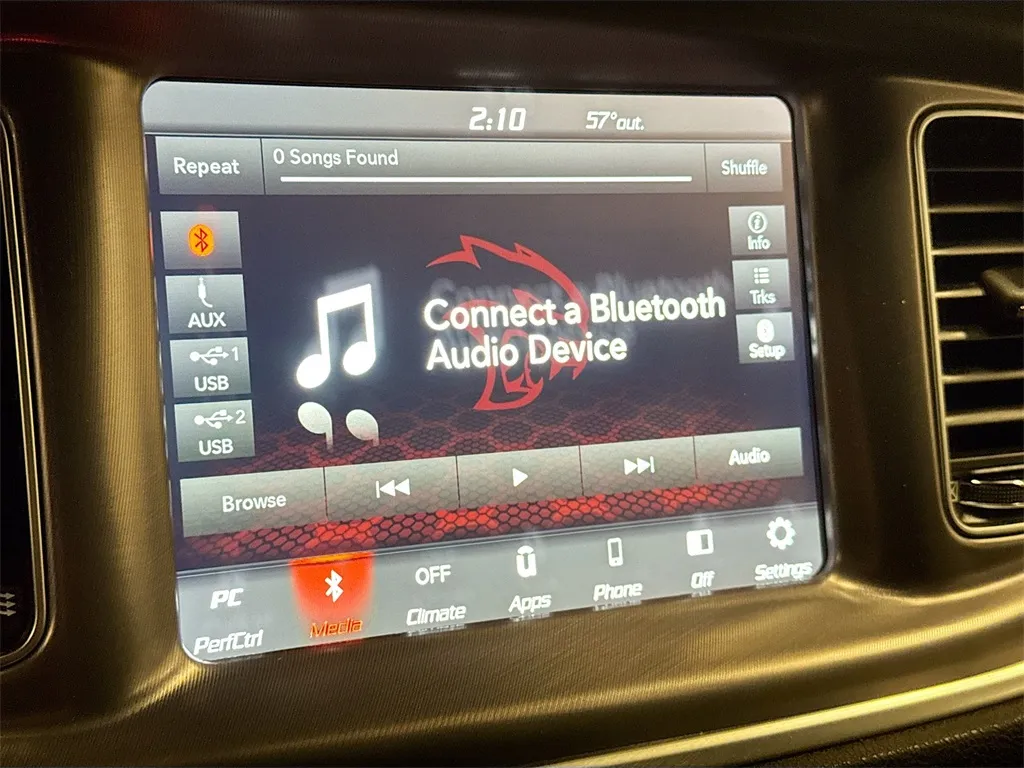 2:10 57°out.
Repeat 0 Songs Found Shuffle
Info
AUX
Trks
Connect a Bluetooth
Audio Device
1
USB
Setup
2
USB
Browse Audio
PC OFF
PerfCtrl Media Climate Apps Phone Off Settings